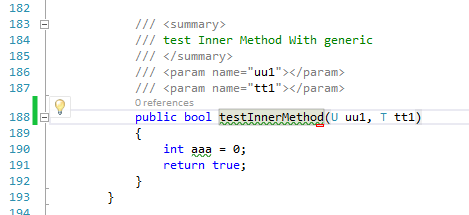 182
183 /// <summary>
184 /// test Inner Method With generic
185 /// </summary>
186 /// <param name="uu1"></param>
187 /// <param name="tt1"></param>
0 references
188 public bool testInnerMethod(U uu1, T tt1)
189 {
190 int aaa = 0;
191 return true;
192 }
193 }
194